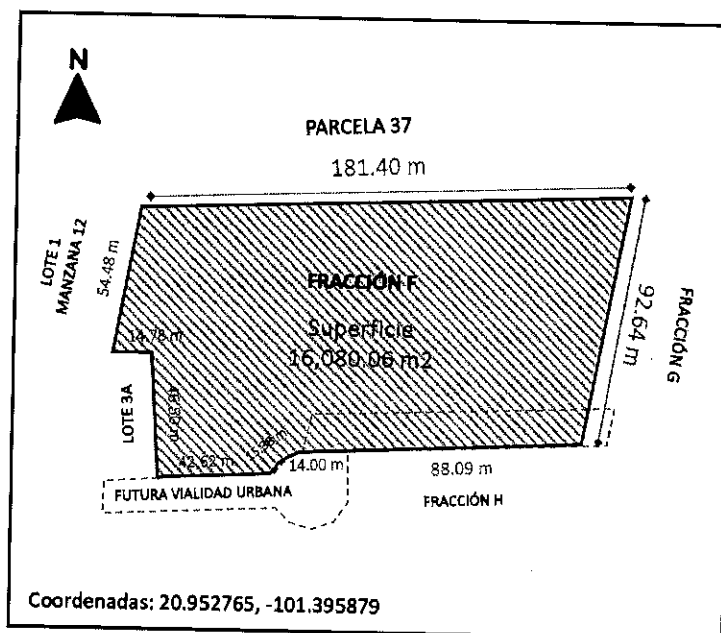 N
PARCELA 37
181.40 m
LOTE 1
MANZANA 12
54.48 m
FRACCIÓN F
Superficie
16,080.06 m2
92.64 m
FRACCIÓN G
14.78 m
LOTE 3A
42.62 m
14.00 m
88.09 m
FUTURA VIALIDAD URBANA
FRACCIÓN H
Coordenadas: 20.952765, -101.395879